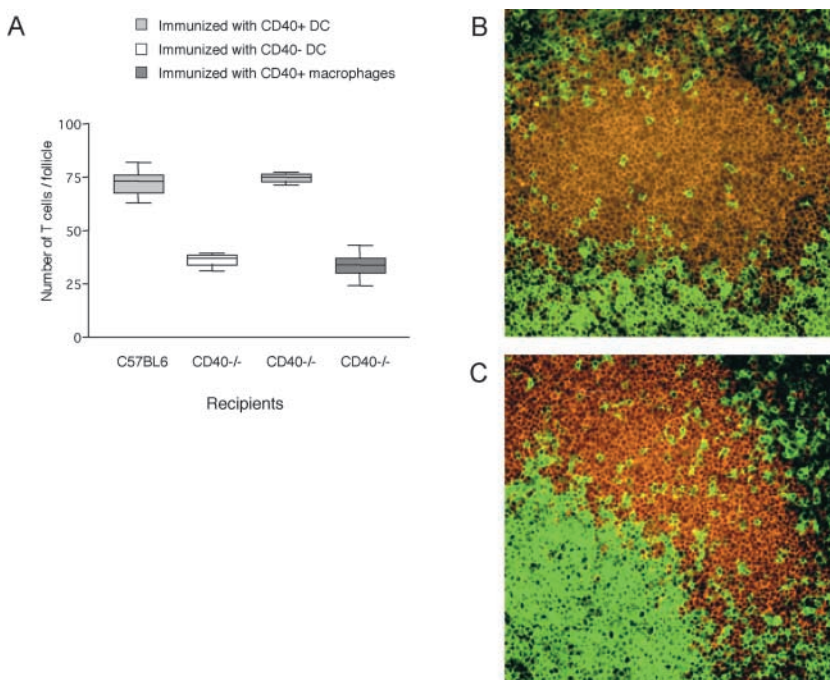 A
Immunized with CD40+ DC
Immunized with CD40- DC
Immunized with CD40+ macrophages
Number of T cells / follicle
100
75
50
25
0
C57BL6 CD40-/- CD40-/- CD40-/-
Recipients
B
C